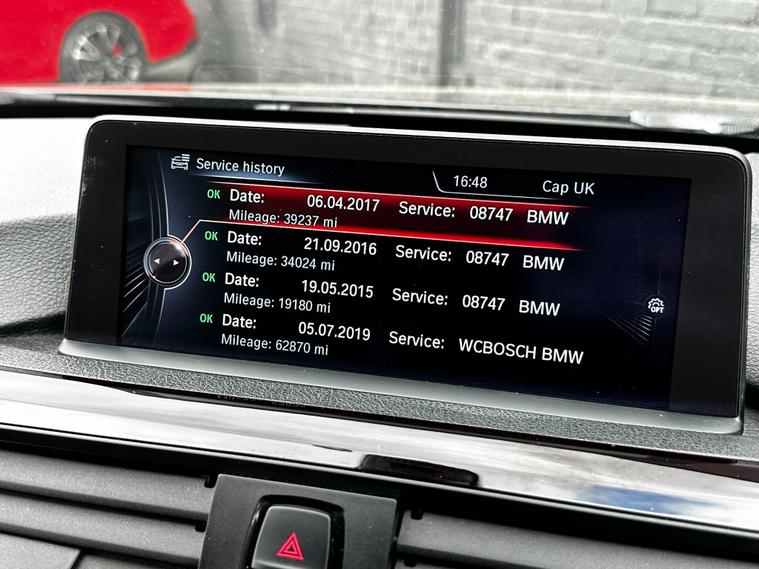 Service history
16:48
Cap UK
OK Date: 06.04.2017 Service: 08747 BMW
Mileage: 39237 mi
OK Date: 21.09.2016 Service: 08747 BMW
Mileage: 34024 mi
OK Date: 19.05.2015 Service: 08747 BMW
Mileage: 19180 mi
OPT
OK Date: 05.07.2019 Service: WCBOSCH BMW
Mileage: 62870 mi